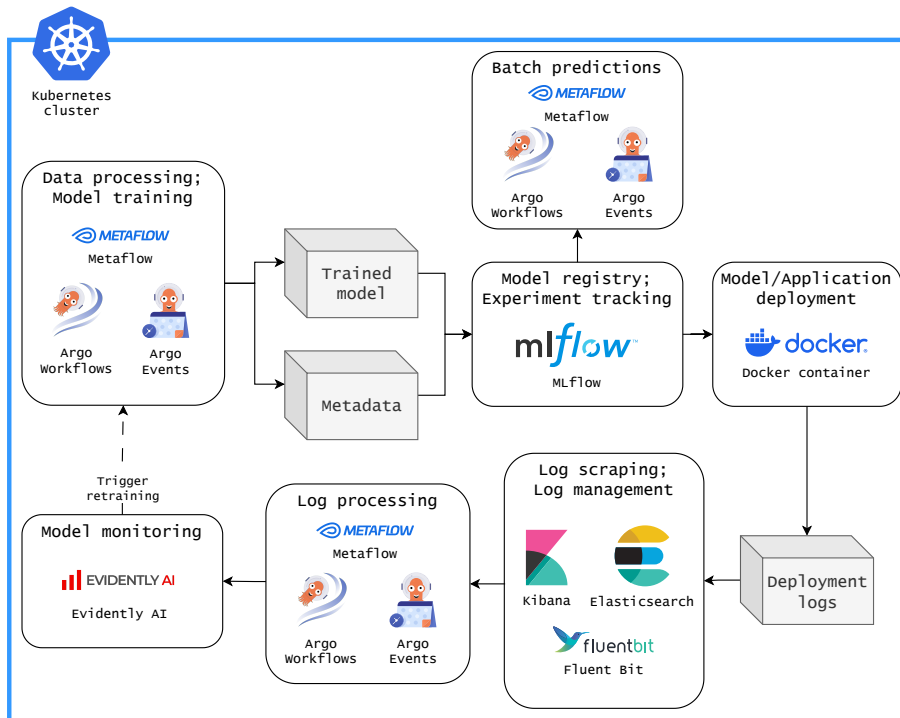 Kubernetes
cluster
Batch predictions
METAFLOW
Metaflow
Argo
Workflows
Argo
Events
Data processing;
Model training
METAFLOW
Metaflow
Argo
Workflows
Argo
Events
Trained
model
Metadata
Model registry;
Experiment tracking
mlflow™
MLflow
Model/Application
deployment
docker®
Docker container
Trigger
retraining
Model monitoring
EVIDENTLY AI
Evidently AI
Log processing
METAFLOW
Metaflow
Argo
Workflows
Argo
Events
Log scraping;
Log management
Kibana
Elasticsearch
fluentbit
Fluent Bit
Deployment
logs